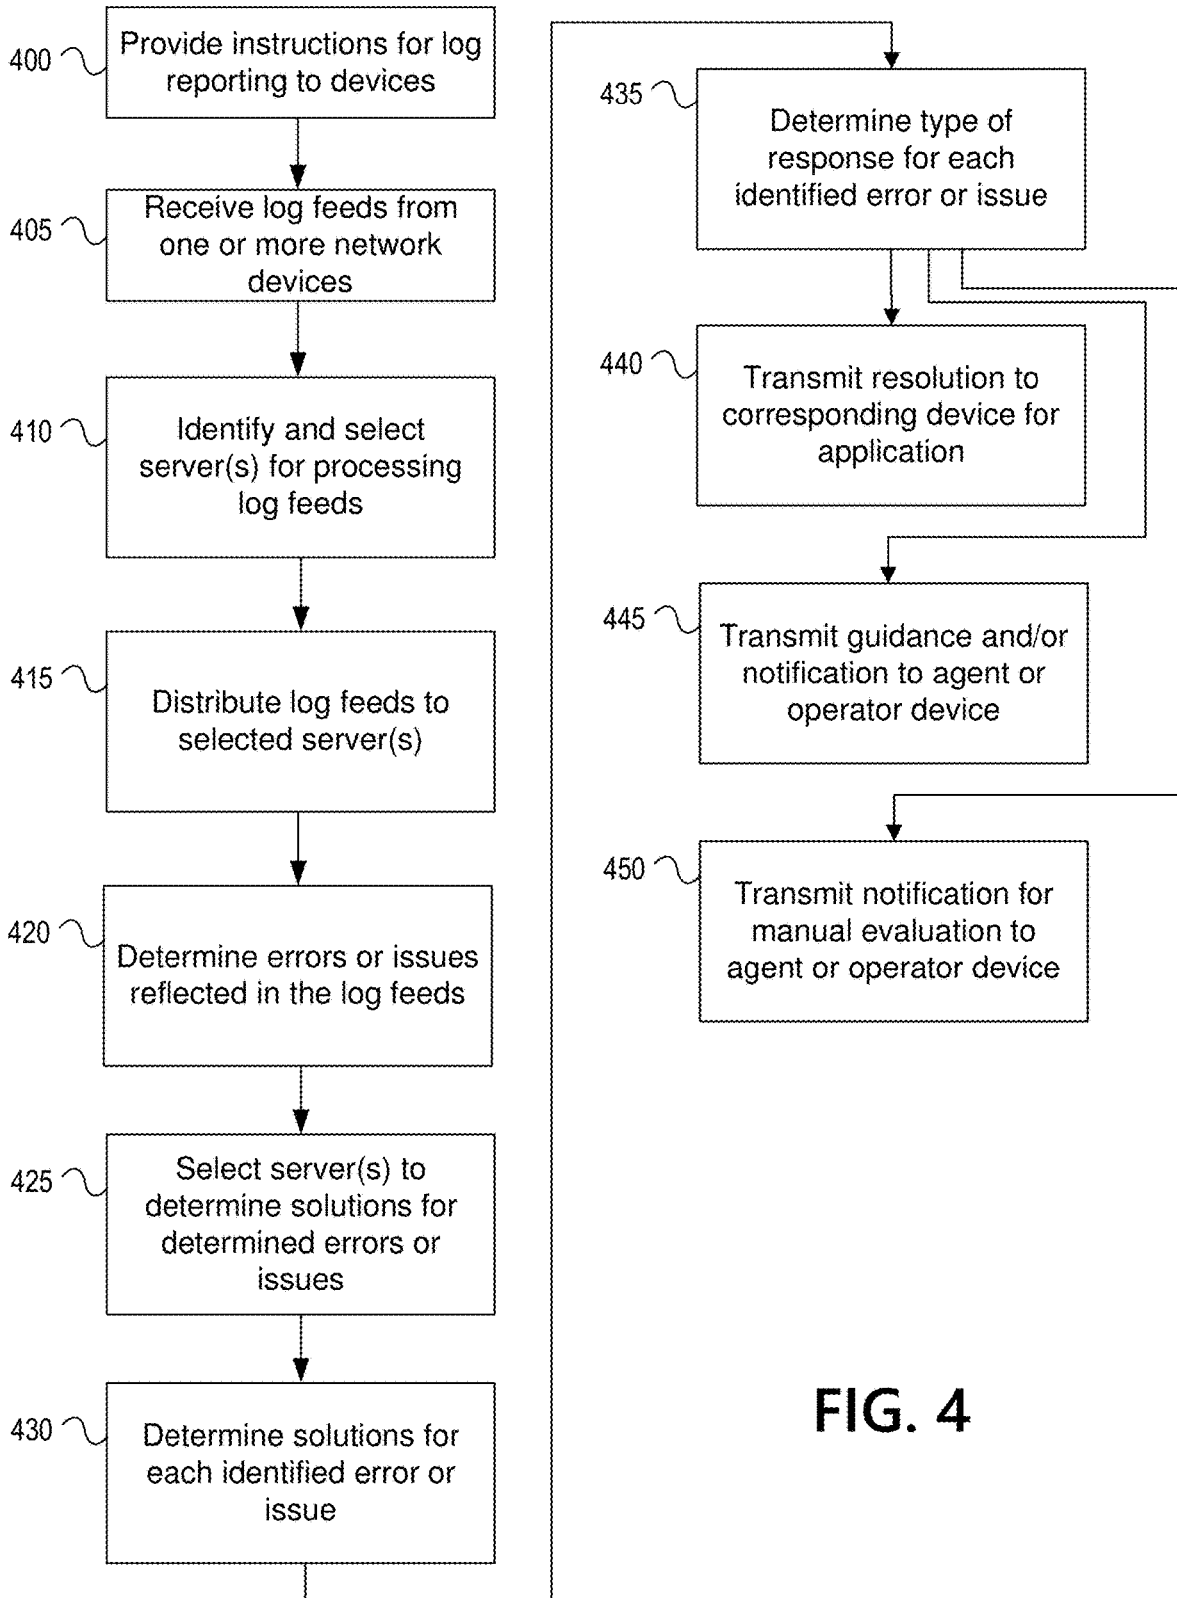 400
Provide instructions for log
reporting to devices
405
Receive log feeds from
one or more network
devices
410
Identify and select
server(s) for processing
log feeds
415
Distribute log feeds to
selected server(s)
420
Determine errors or issues
reflected in the log feeds
425
Select server(s) to
determine solutions for
determined errors or
issues
430
Determine solutions for
each identified error or
issue
435
Determine type of
response for each
identified error or issue
440
Transmit resolution to
corresponding device for
application
445
Transmit guidance and/or
notification to agent or
operator device
450
Transmit notification for
manual evaluation to
agent or operator device
FIG. 4